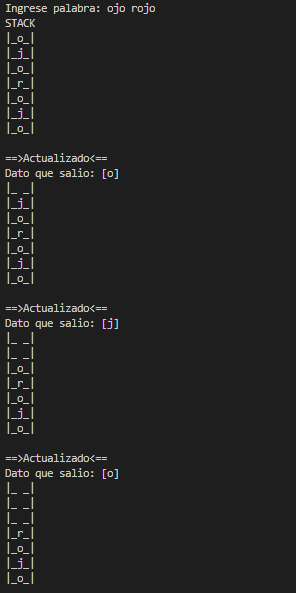 Ingrese palabra: ojo rojo
STACK
|_o_|
|_j_|
|_o_|
|_r_|
|_o_|
|_j_|
|_o_|
==>Actualizado<==
Dato que salio: [o]
|_ _|
|_j_|
|_o_|
|_r_|
|_o_|
|_j_|
|_o_|
==>Actualizado<==
Dato que salio: [j]
|_ _|
|_ _|
|_o_|
|_r_|
|_o_|
|_j_|
|_o_|
==>Actualizado<==
Dato que salio: [o]
|_ _|
|_ _|
|_ _|
|_r_|
|_o_|
|_j_|
|_o_|